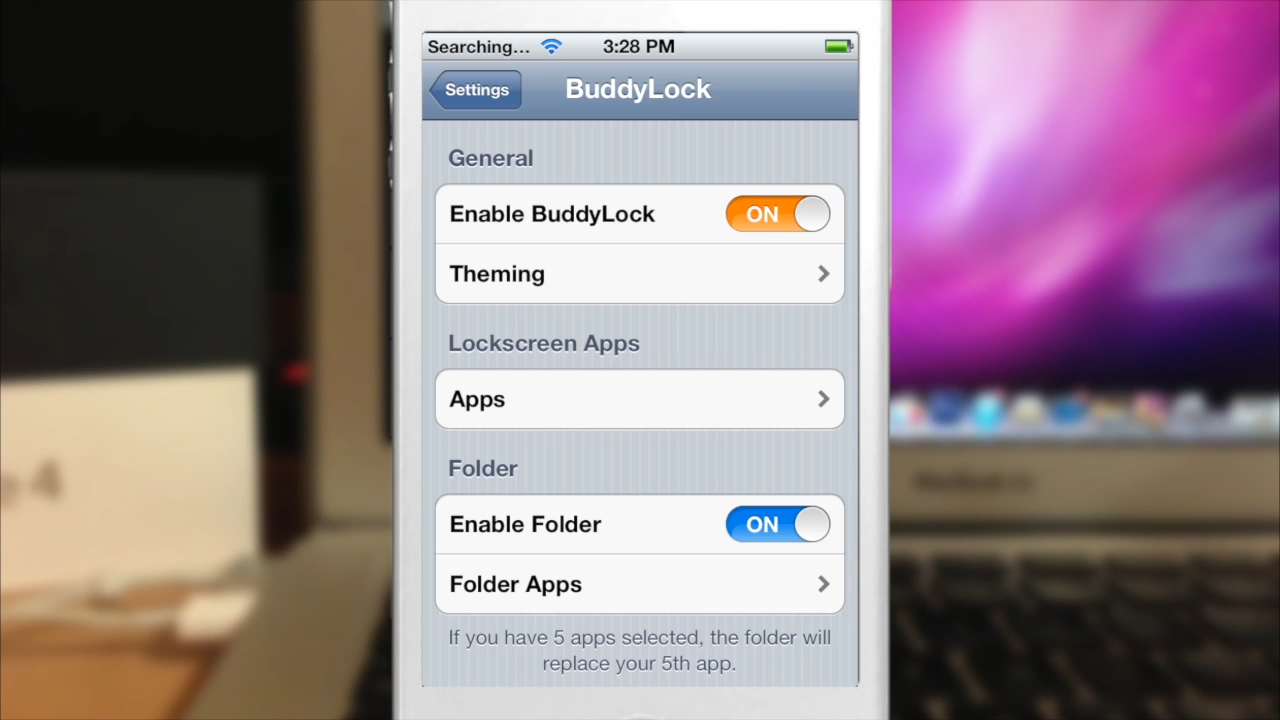 Searching... 3:28 PM
Settings BuddyLock
General
Enable BuddyLock ON
Theming
Lockscreen Apps
Apps
Folder
Enable Folder ON
Folder Apps
If you have 5 apps selected, the folder will
replace your 5th app.
4